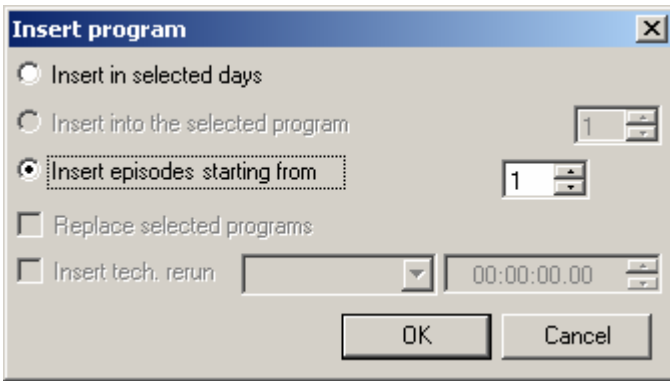 Insert program
Insert in selected days
Insert into the selected program 1
Insert episodes starting from 1
Replace selected programs
Insert tech. rerun 00:00:00.00
OK Cancel